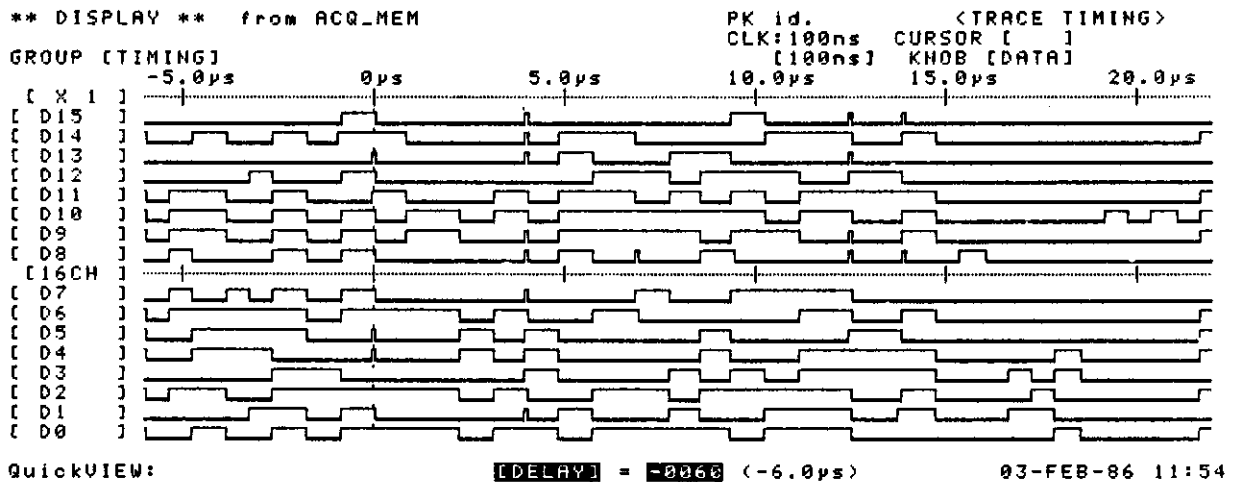 ** DISPLAY ** from ACQ_MEM PK id. <TRACE TIMING>
CLK:100ns CURSOR [ ]
GROUP [TIMING] [100ns] KNOB [DATA]
-5.0µs 0µs 5.0µs 10.0µs 15.0µs 20.0µs
[ X 1 ]
[ D15 ]
[ D14 ]
[ D13 ]
[ D12 ]
[ D11 ]
[ D10 ]
[ D9 ]
[ D8 ]
[16CH ]
[ D7 ]
[ D6 ]
[ D5 ]
[ D4 ]
[ D3 ]
[ D2 ]
[ D1 ]
[ D0 ]
QuickVIEW: [DELAY] = -0060 (-6.0µs) 03-FEB-86 11:54